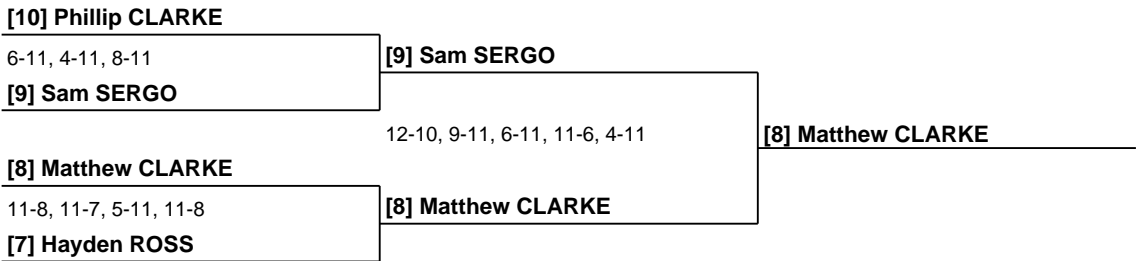 [10] Phillip CLARKE
6-11, 4-11, 8-11
[9] Sam SERGO
[9] Sam SERGO
12-10, 9-11, 6-11, 11-6, 4-11
[8] Matthew CLARKE
[8] Matthew CLARKE
11-8, 11-7, 5-11, 11-8
[8] Matthew CLARKE
[7] Hayden ROSS